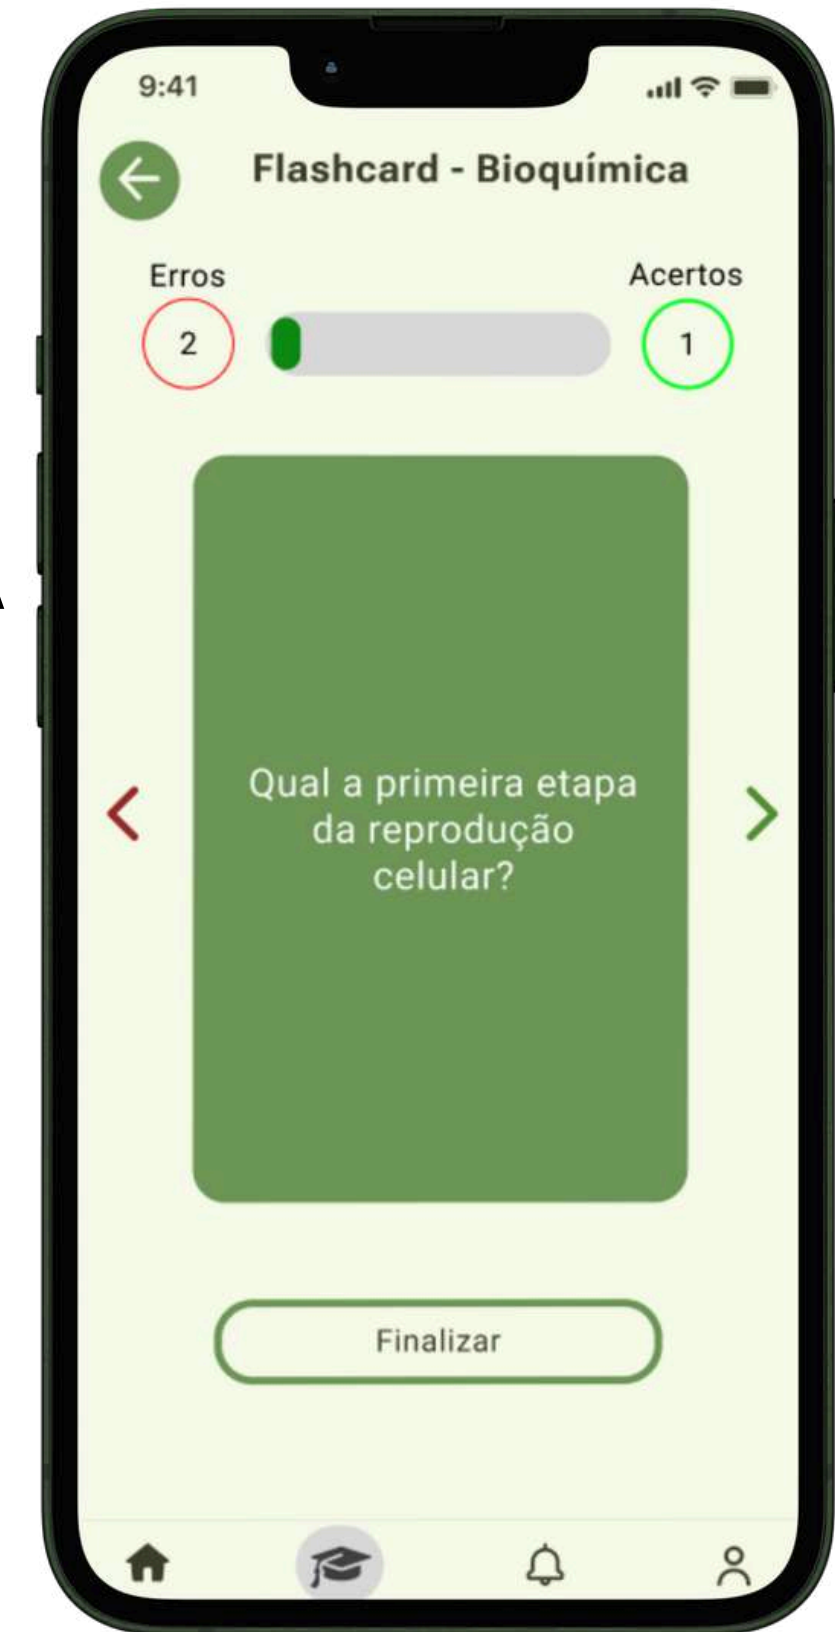 9:41
Flashcard - Bioquímica
Erros
Acertos
2
1
Qual a primeira etapa
da reprodução
celular?
Finalizar